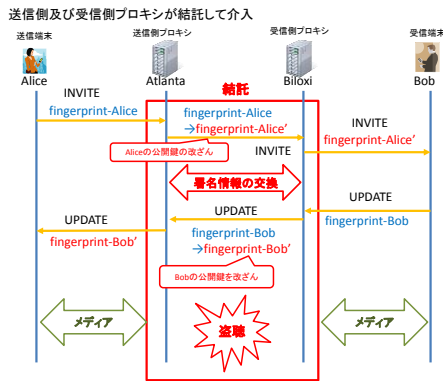 送信側及び受信側プロキシが結託して介入
送信端末
送信側プロキシ
受信側プロキシ
受信端末
Alice
Atlanta
Biloxi
Bob
結託
INVITE
fingerprint-Alice
fingerprint-Alice
→fingerprint-Alice’
INVITE
fingerprint-Alice’
Aliceの公開鍵の改ざん
INVITE
署名情報の交換
UPDATE
fingerprint-Bob
UPDATE
fingerprint-Bob
→fingerprint-Bob’
UPDATE
fingerprint-Bob’
Bobの公開鍵を改ざん
メディア
盗聴
メディア